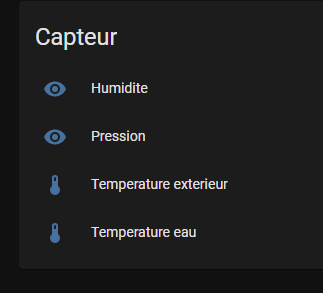 Capteur
Humidite
Pression
Temperature exterieur
Temperature eau